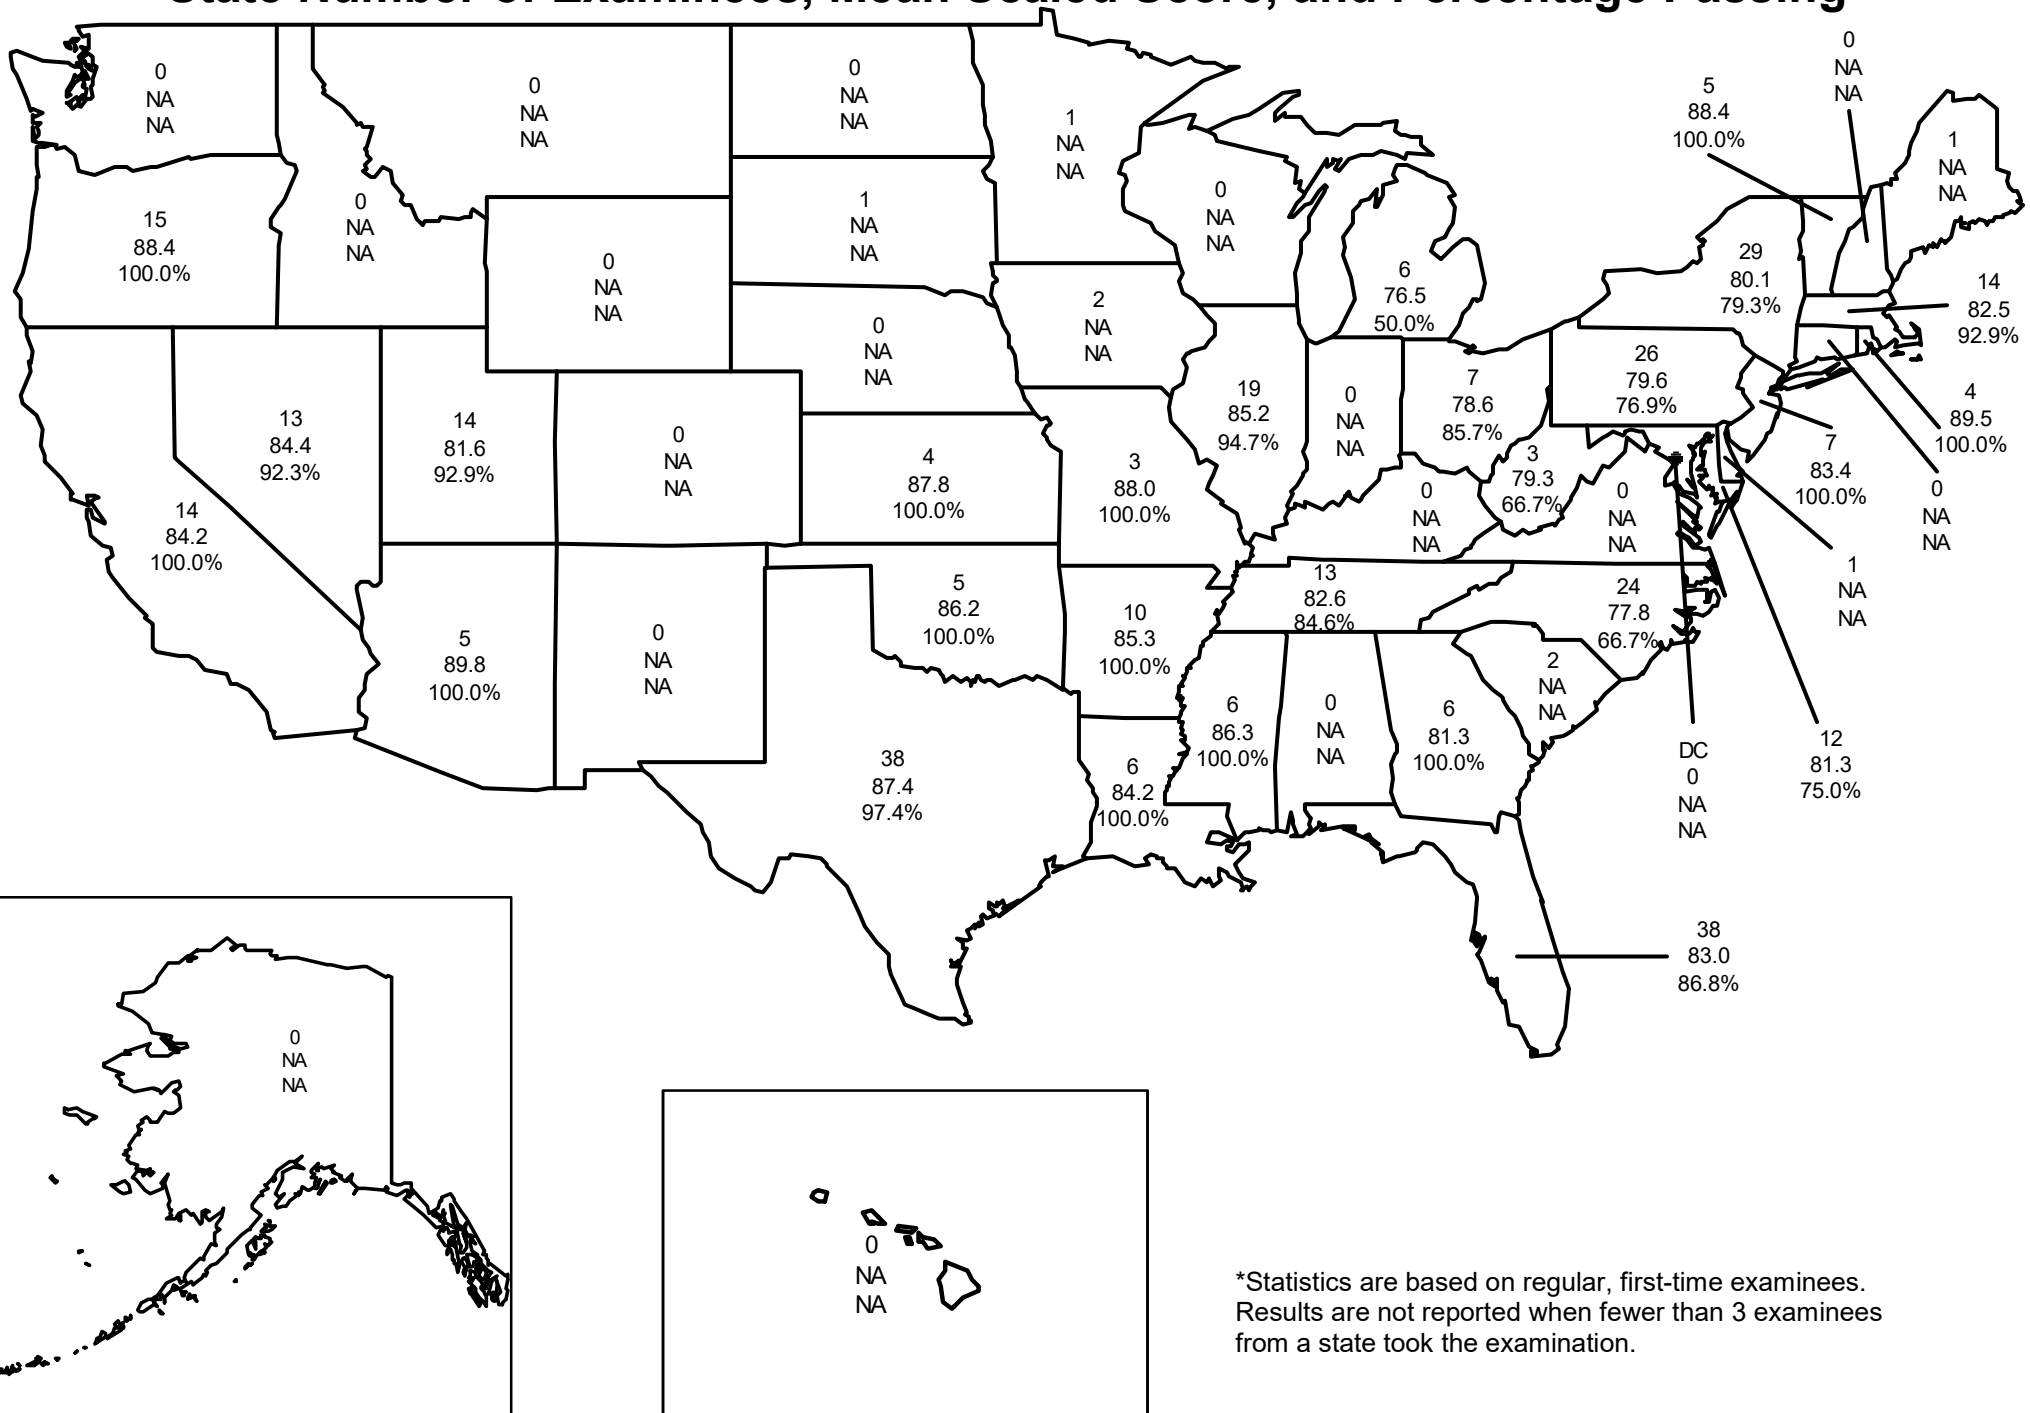 State Number of Examinees, Mean Scaled Score, and Percentage Passing
0
NA
NA
0
NA
NA
0
NA
NA
1
NA
NA
0
NA
NA
5
88.4
100.0%
1
NA
NA
15
88.4
100.0%
0
NA
NA
0
NA
NA
1
NA
NA
0
NA
NA
29
80.1
79.3%
14
82.5
92.9%
6
76.5
50.0%
2
NA
NA
0
NA
NA
26
79.6
76.9%
7
78.6
85.7%
19
85.2
94.7%
0
NA
NA
4
89.5
100.0%
13
84.4
92.3%
14
81.6
92.9%
0
NA
NA
4
87.8
100.0%
3
88.0
100.0%
3
79.3
66.7%
7
83.4
100.0%
0
NA
NA
14
84.2
100.0%
0
NA
NA
0
NA
NA
1
NA
NA
13
82.6
84.6%
24
77.8
66.7%
5
86.2
100.0%
10
85.3
100.0%
5
89.8
100.0%
0
NA
NA
2
NA
NA
6
86.3
100.0%
0
NA
NA
6
81.3
100.0%
DC
0
NA
NA
12
81.3
75.0%
38
87.4
97.4%
6
84.2
100.0%
38
83.0
86.8%
0
NA
NA
0
NA
NA
*Statistics are based on regular, first-time examinees.
Results are not reported when fewer than 3 examinees
from a state took the examination.